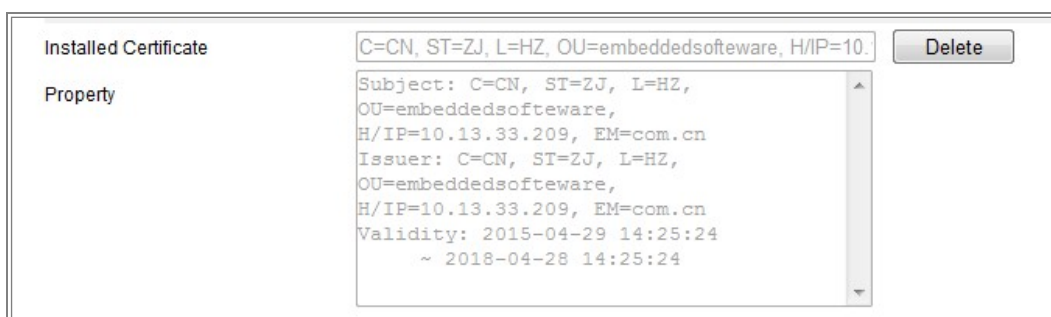 Installed Certificate
C=CN, ST=ZJ, L=HZ, OU=embeddedsofteware, H/IP=10.
Delete
Property
Subject: C=CN, ST=ZJ, L=HZ,
OU=embeddedsofteware,
H/IP=10.13.33.209, EM=com.cn
Issuer: C=CN, ST=ZJ, L=HZ,
OU=embeddedsofteware,
H/IP=10.13.33.209, EM=com.cn
Validity: 2015-04-29 14:25:24
~ 2018-04-28 14:25:24